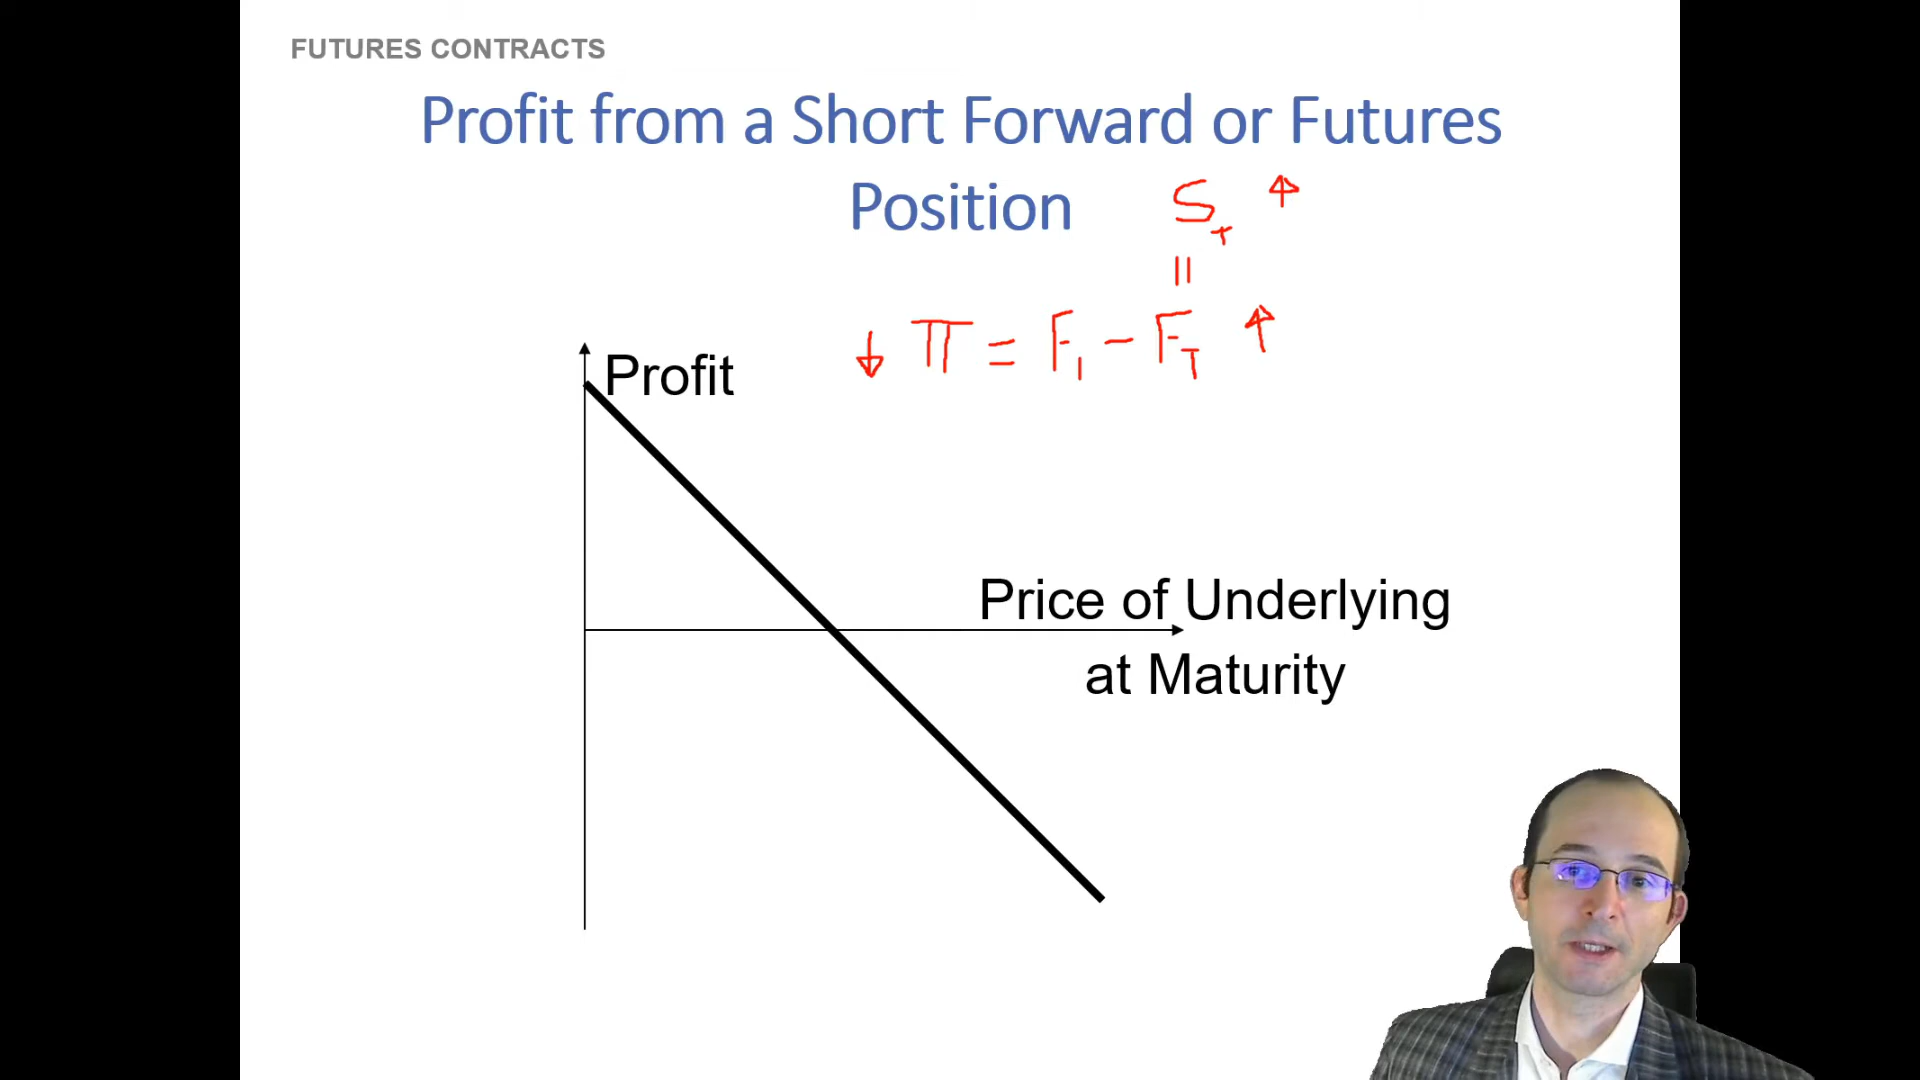 FUTURES CONTRACTS
Profit from a Short Forward or Futures
Position
S_T ↑
=
↓ π = F_1 - F_T ↑
Profit
Price of Underlying
at Maturity